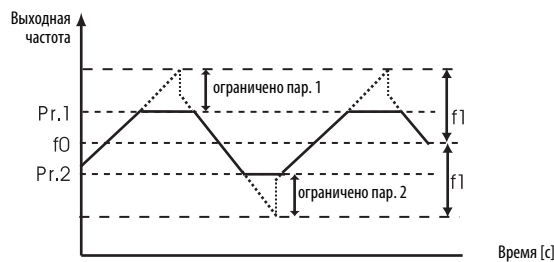 Выходная
частота
ограничено пар. 1
Pr.1
f1
f0
Pr.2
f1
ограничено пар. 2
Время [с]